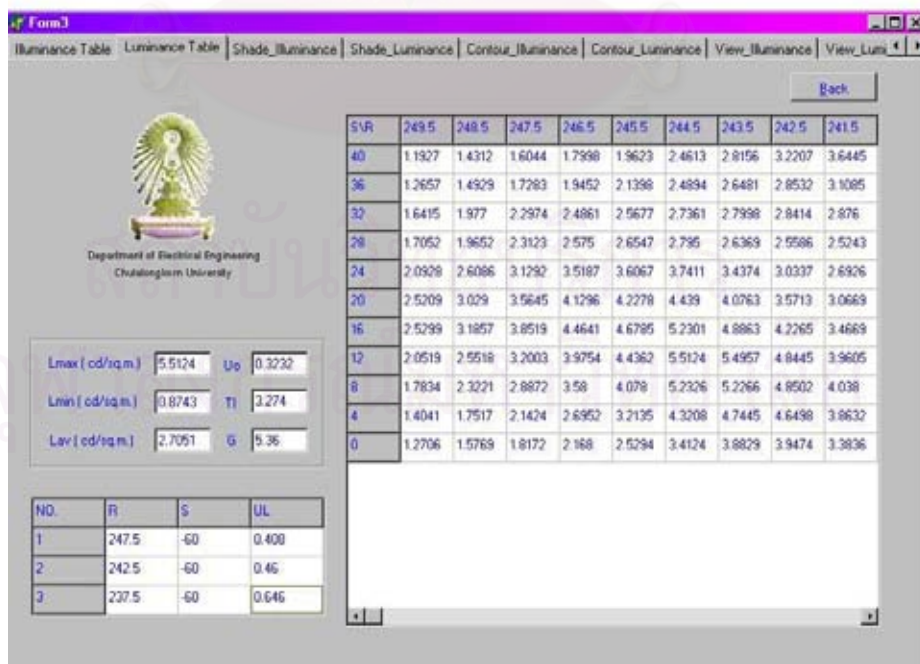 Form3
Illuminance Table Luminance Table Shade_Illuminance Shade_Luminance Contour_Illuminance Contour_Luminance View_Illuminance View_Lumi
Back
Department of Electrical Engineering
Chulalongkorn University
Lmax ( cd/sq.m.) 5.5124 Uo 0.3232
Lmin ( cd/sq.m.) 0.8743 TI 3.274
Lav ( cd/sq.m.) 2.7051 G 5.36
NO. R S UL
1 247.5 -60 0.408
2 242.5 -60 0.46
3 237.5 -60 0.646
S\R 249.5 248.5 247.5 246.5 245.5 244.5 243.5 242.5 241.5
40 1.1927 1.4312 1.6044 1.7998 1.9623 2.4613 2.8156 3.2207 3.6445
36 1.2657 1.4929 1.7283 1.9452 2.1398 2.4894 2.6481 2.8532 3.1085
32 1.6415 1.977 2.2974 2.4861 2.5677 2.7361 2.7998 2.8414 2.876
28 1.7052 1.9652 2.3123 2.575 2.6547 2.795 2.6369 2.5586 2.5243
24 2.0928 2.6086 3.1292 3.5187 3.6067 3.7411 3.4374 3.0337 2.6926
20 2.5209 3.029 3.5645 4.1296 4.2278 4.439 4.0763 3.5713 3.0669
16 2.5299 3.1857 3.8519 4.4641 4.6785 5.2301 4.8863 4.2265 3.4669
12 2.0519 2.5518 3.2003 3.9754 4.4362 5.5124 5.4957 4.8445 3.9605
8 1.7834 2.3221 2.8872 3.58 4.078 5.2326 5.2266 4.8502 4.038
4 1.4041 1.7517 2.1424 2.6952 3.2135 4.3208 4.7445 4.6498 3.8632
0 1.2706 1.5769 1.8172 2.168 2.5294 3.4124 3.8829 3.9474 3.3836